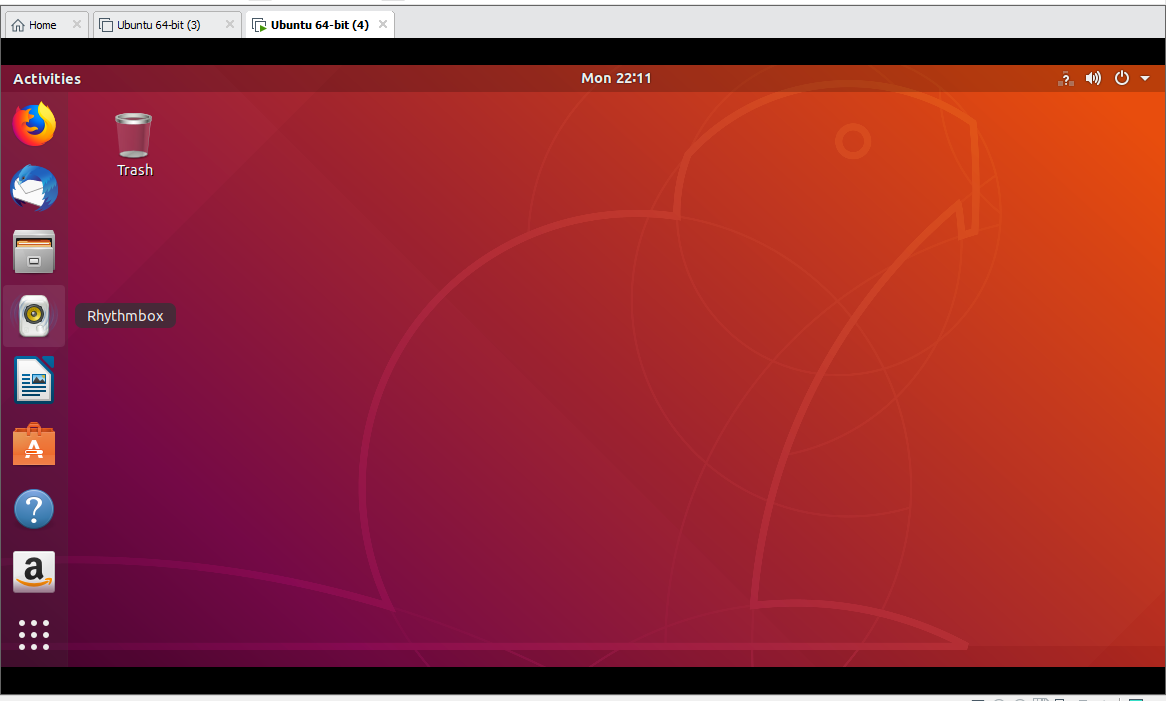 Home
Ubuntu 64-bit (3)
Ubuntu 64-bit (4)
Activities
Mon 22:11
?
Trash
Rhythmbox
A
?
a